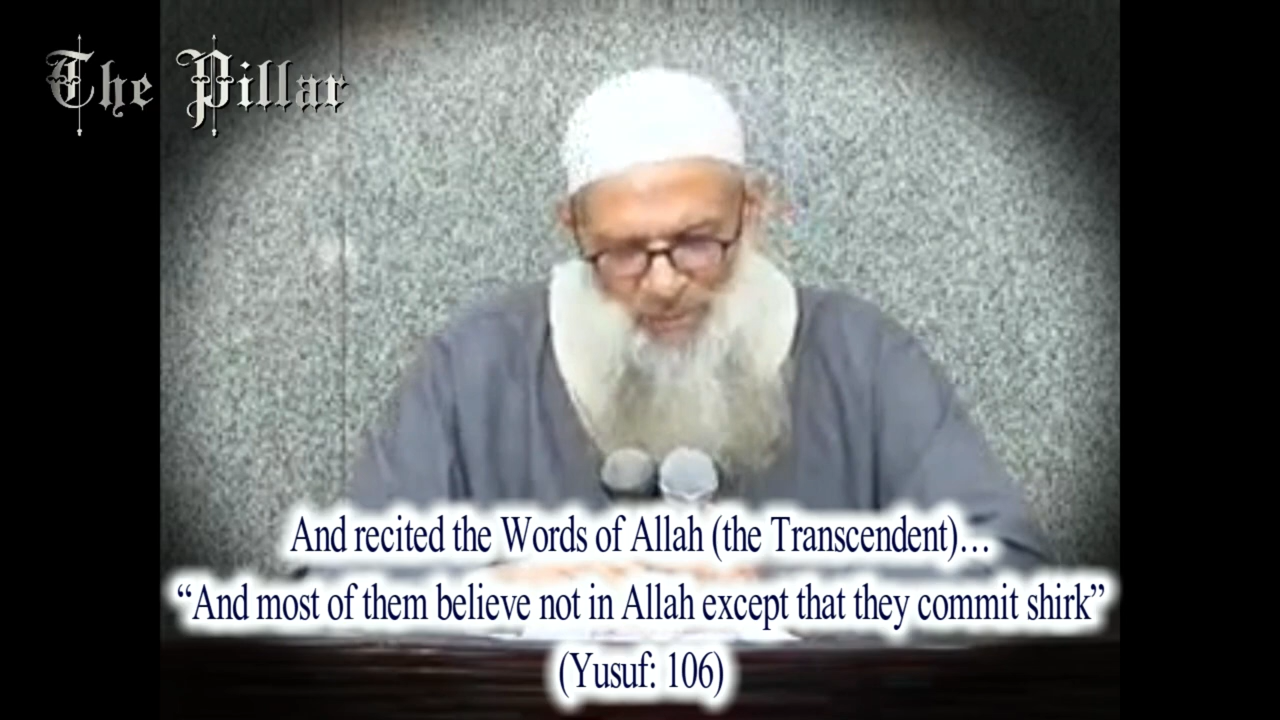 The Pillar
And recited the Words of Allah (the Transcendent)…
“And most of them believe not in Allah except that they commit shirk”
(Yusuf: 106)